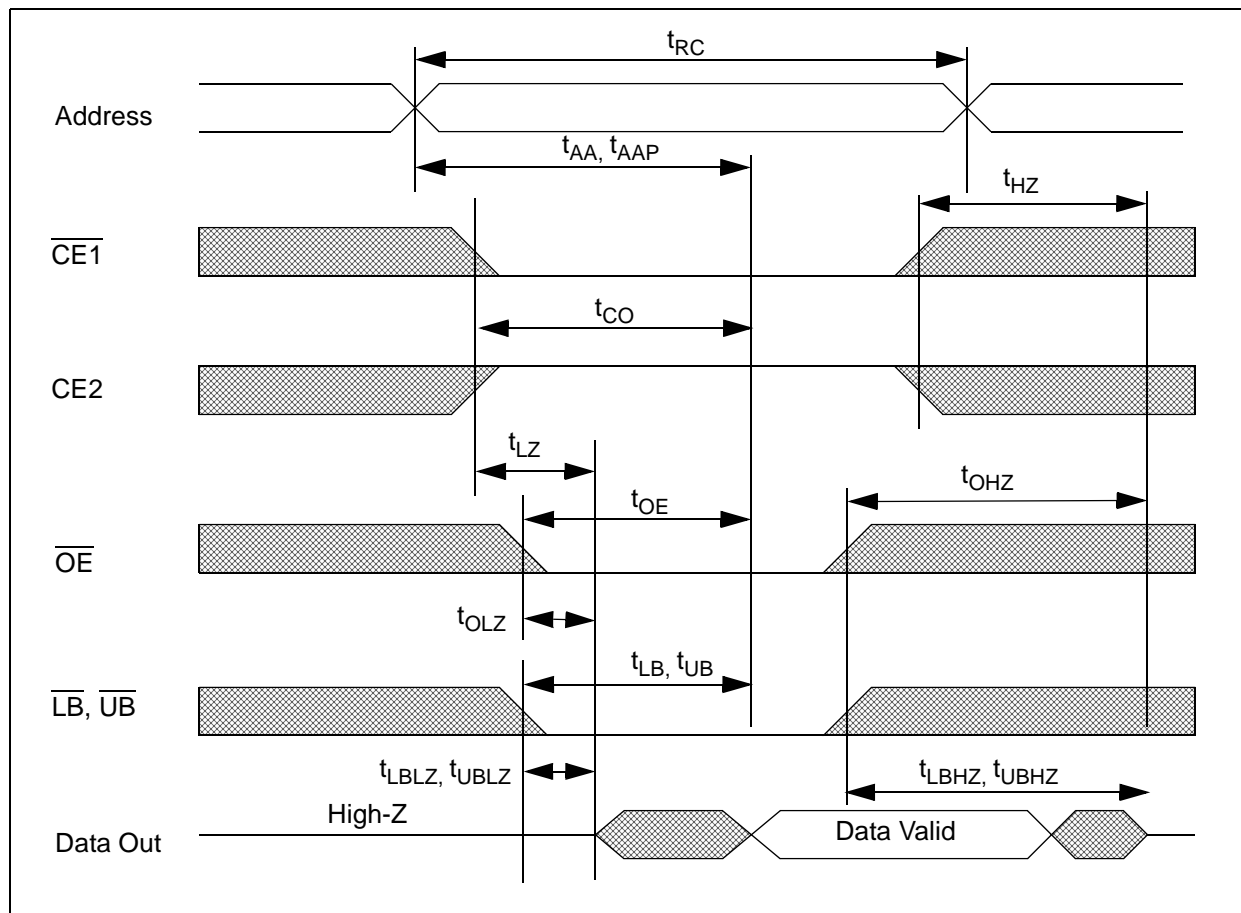 tRC
Address
tAA, tAAP
tHZ
CE1
tCO
CE2
tLZ
tOHZ
tOE
OE
tOLZ
tLB, tUB
LB, UB
tLBLZ, tUBLZ
tLBHZ, tUBHZ
High-Z
Data Valid
Data Out